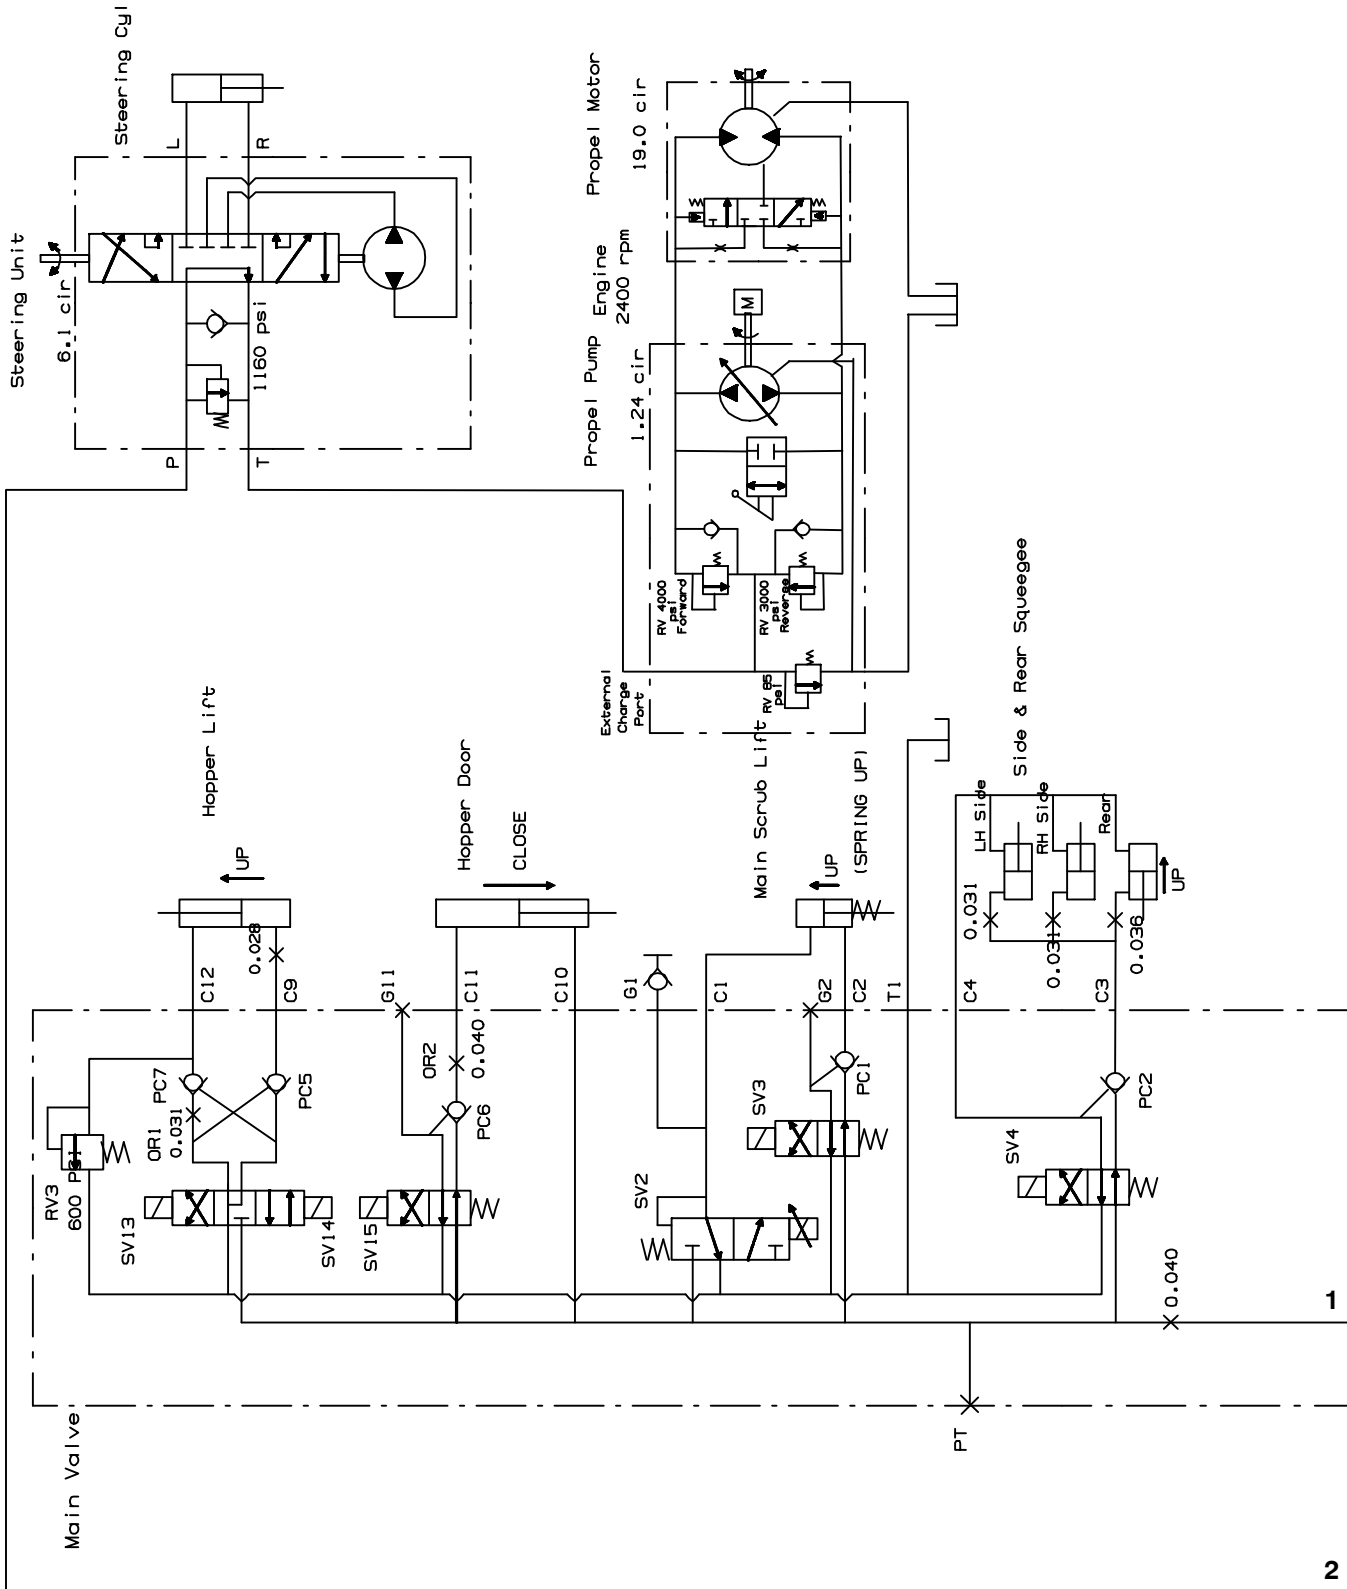 Steering Unit
6.1 cir
Steering Cyl
L
R
P
T
1160 psi
Propel Motor
19.0 cir
Engine
2400 rpm
M
Propel Pump
1.24 cir
RV 4000
psi
Forward
RV 3000
psi
Reverse
RV 85
psi
External
Charge
Port
Hopper Lift
UP
0.028
C12
C9
PC7
PC5
OR1
0.031
RV3
600 PSI
SV13
SV14
Hopper Door
CLOSE
G11
C11
C10
OR2
0.040
PC6
SV15
Main Scrub Lift
(SPRING UP)
UP
G1
C1
G2
C2
T1
SV2
SV3
PC1
Side & Rear Squeegee
LH Side
RH Side
Rear
UP
0.031
0.031
0.036
C4
C3
PC2
SV4
0.040
PT
Main Valve
1
2